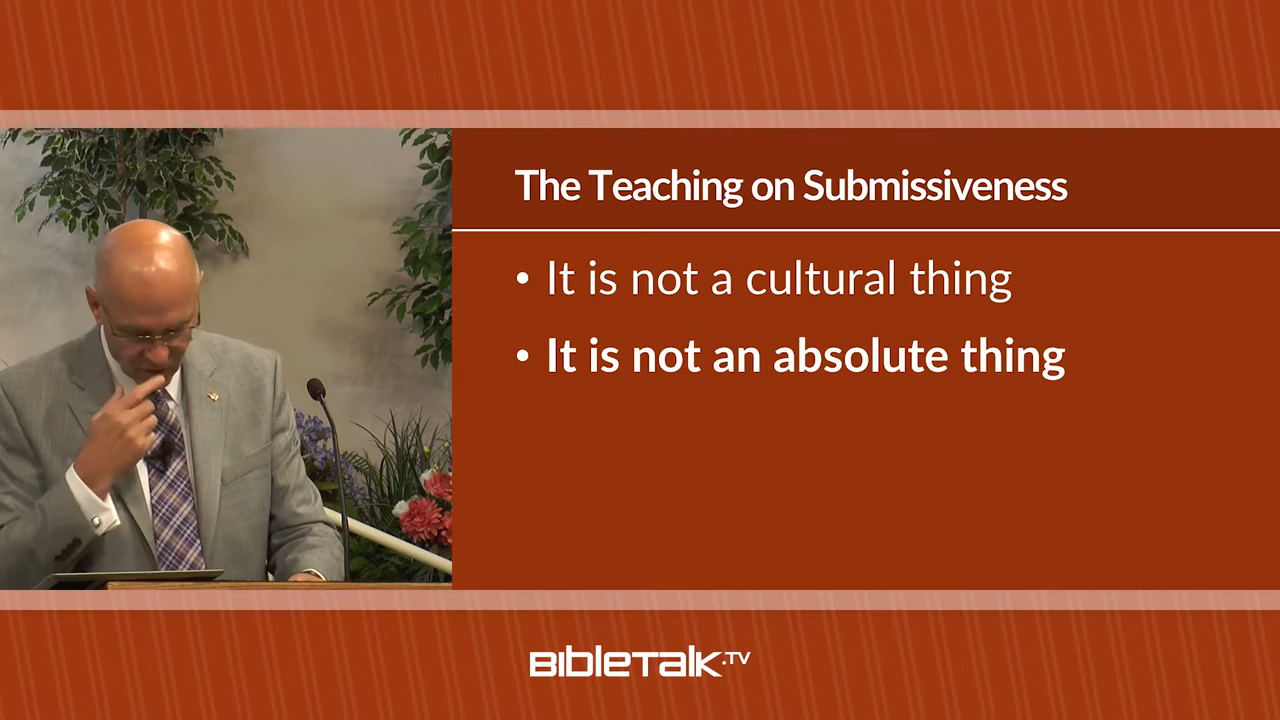 The Teaching on Submissiveness
• It is not a cultural thing
• It is not an absolute thing
BIBLETALK.TV